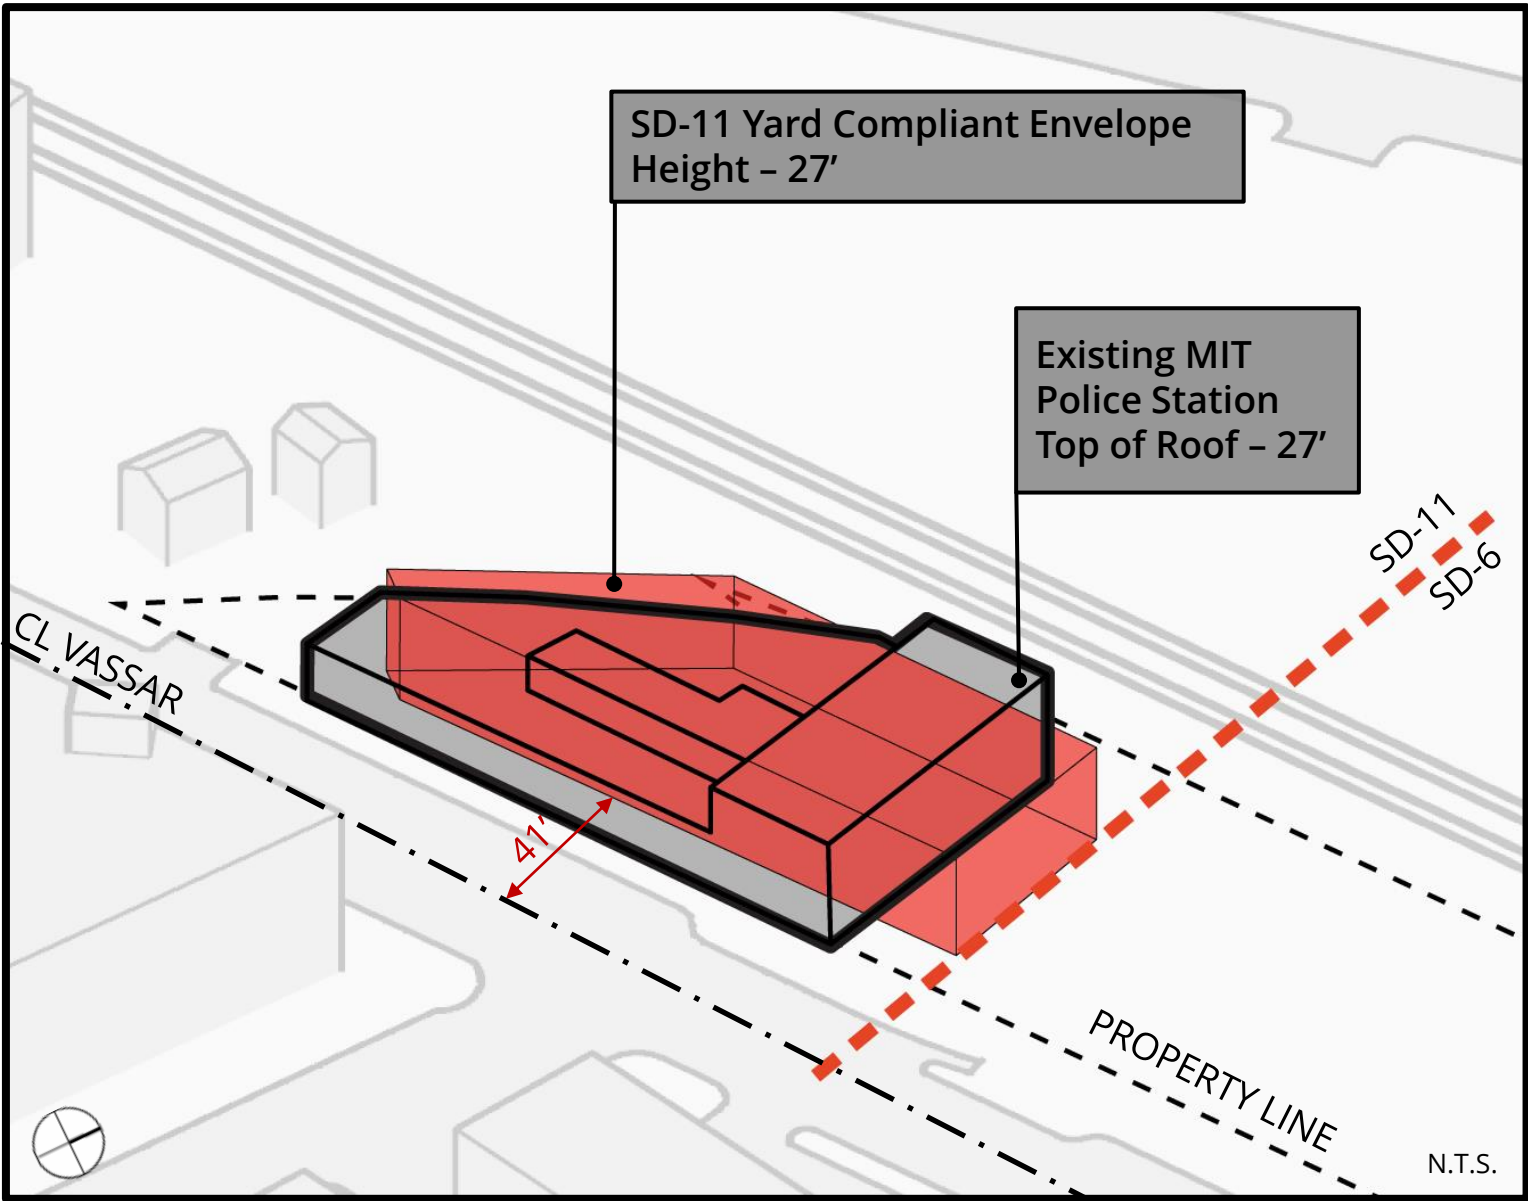 SD-11 Yard Compliant Envelope
Height – 27’
Existing MIT
Police Station
Top of Roof – 27’
SD-11
SD-6
CL VASSAR
41’
PROPERTY LINE
N.T.S.